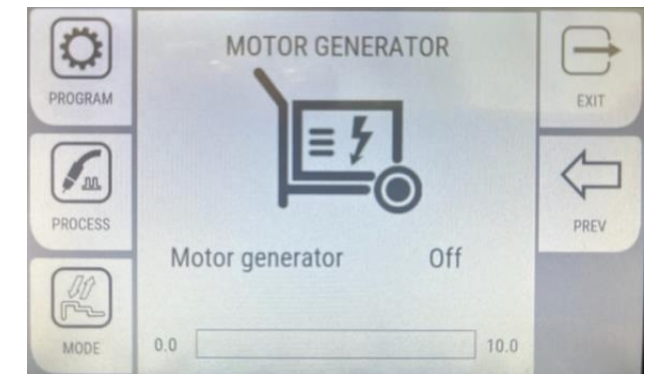 MOTOR GENERATOR
PROGRAM
EXIT
PROCESS
PREV
Motor generator Off
MODE
0.0 10.0